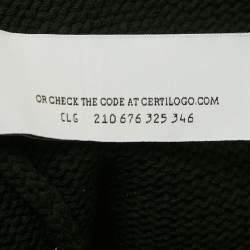 OR CHECK THE CODE AT CERTILOGO.COM
CLG 210 676 325 346